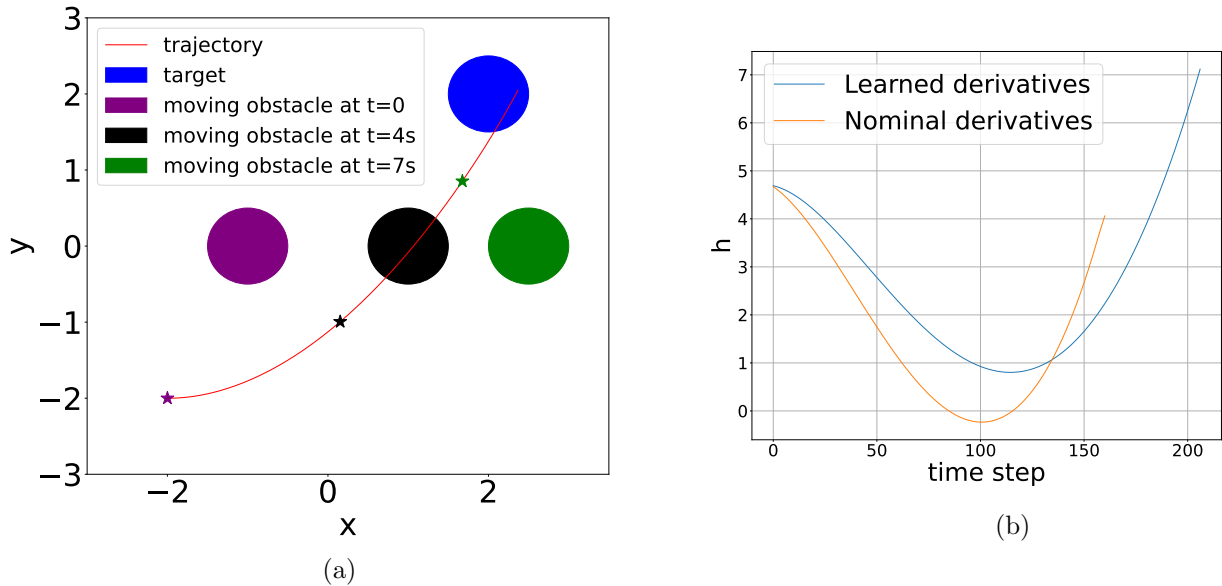 3
2
1
0
−1
−2
−3
y
trajectory
target
moving obstacle at t=0
moving obstacle at t=4s
moving obstacle at t=7s
−2
0
2
x
(a)
7
6
5
4
3
2
1
0
h
Learned derivatives
Nominal derivatives
0
50
100
150
200
time step
(b)